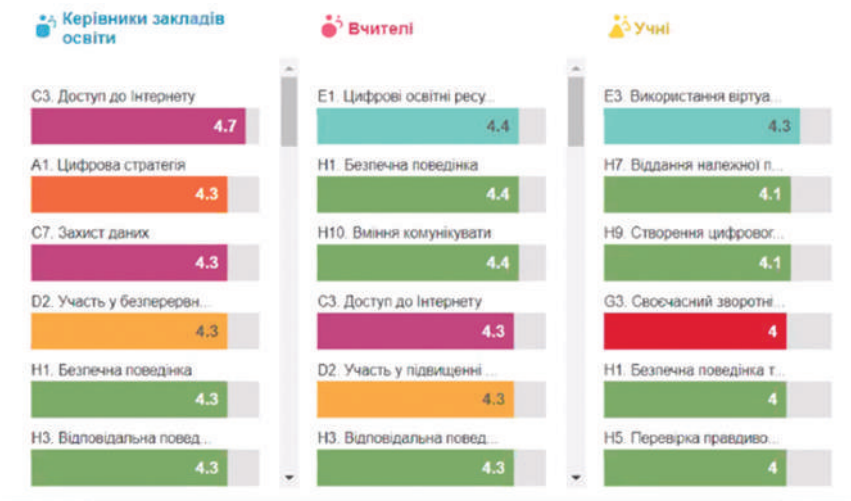 Керівники закладів
освіти
C3. Доступ до Інтернету
4.7
A1. Цифрова стратегія
4.3
C7. Захист даних
4.3
D2. Участь у безперервн...
4.3
H1. Безпечна поведінка
4.3
H3. Відповідальна повед...
4.3
Вчителі
E1. Цифрові освітні ресу...
4.4
H1. Безпечна поведінка
4.4
H10. Вміння комунікувати
4.4
C3. Доступ до Інтернету
4.3
D2. Участь у підвищенні ...
4.3
H3. Відповідальна повед...
4.3
Учні
E3. Використання віртуа...
4.3
H7. Віддання належної п...
4.1
H9. Створення цифровог...
4.1
G3. Своєчасний зворотні...
4
H1. Безпечна поведінка т...
4
H5. Перевірка правдиво...
4